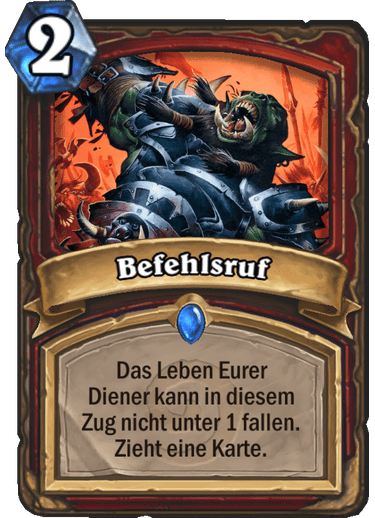 2
Befehlsruf
Das Leben Eurer
Diener kann in diesem
Zug nicht unter 1 fallen.
Zieht eine Karte.